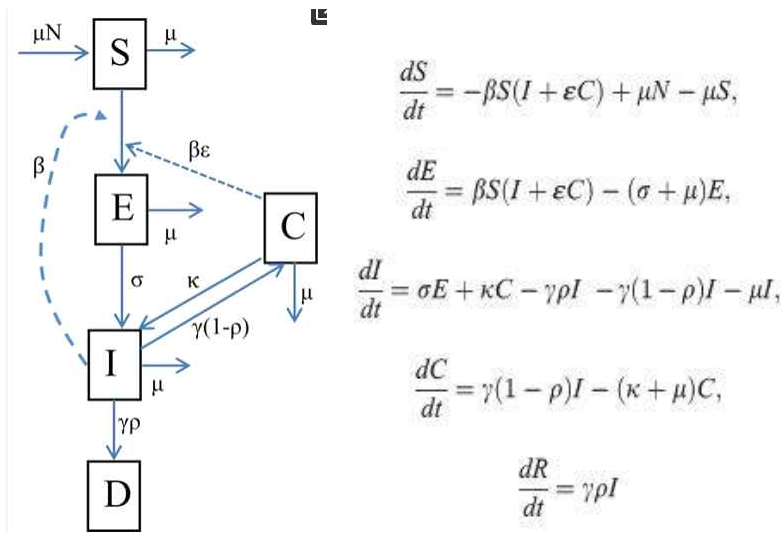 μN
S
μ
β
βε
E
μ
C
σ
κ
μ
γ(1-ρ)
I
μ
γρ
D
dS/dt = −βS(I + εC) + μN − μS,
dE/dt = βS(I + εC) − (σ + μ)E,
dI/dt = σE + κC − γρI − γ(1 − ρ)I − μI,
dC/dt = γ(1 − ρ)I − (κ + μ)C,
dR/dt = γρI